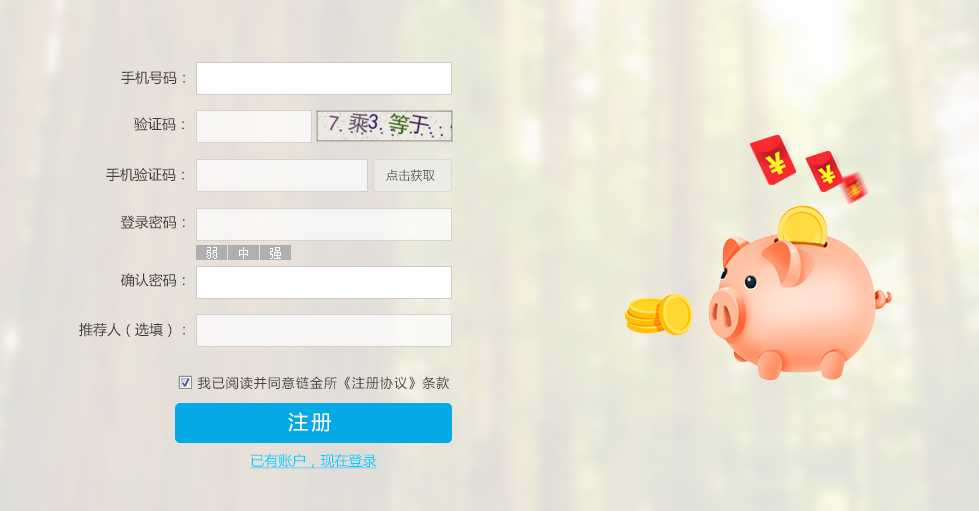 手机号码：
验证码：
7.乘3.等于...
手机验证码：
点击获取
登录密码：
弱 中 强
确认密码：
推荐人（选填）：
我已阅读并同意链金所《注册协议》条款
注册
已有账户，现在登录
¥
¥